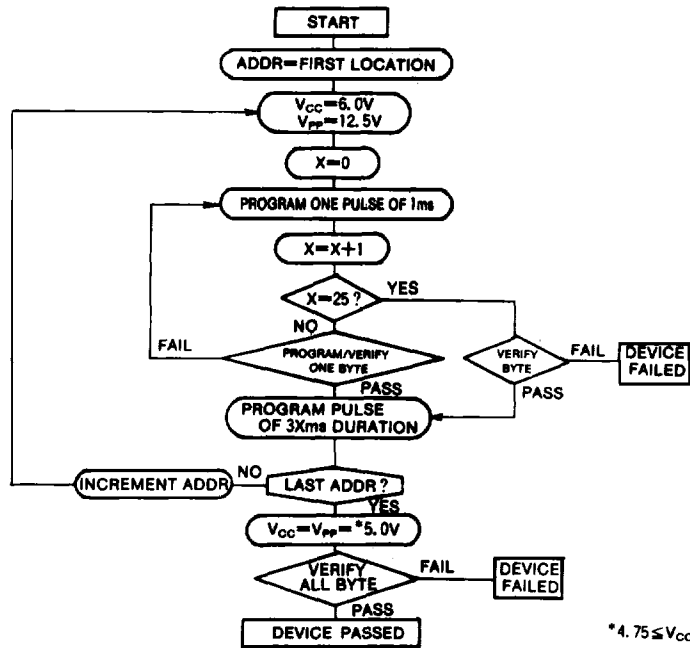 START
ADDR=FIRST LOCATION
VCC=6.0V
VPP=12.5V
X=0
PROGRAM ONE PULSE OF 1ms
X=X+1
X=25?
YES
NO
FAIL
PROGRAM/VERIFY
ONE BYTE
VERIFY
BYTE
FAIL
DEVICE
FAILED
PASS
PASS
PROGRAM PULSE
OF 3Xms DURATION
INCREMENT ADDR
NO
LAST ADDR?
YES
VCC=VPP=*5.0V
VERIFY
ALL BYTE
FAIL
DEVICE
FAILED
PASS
DEVICE PASSED
*4.75≦VCC